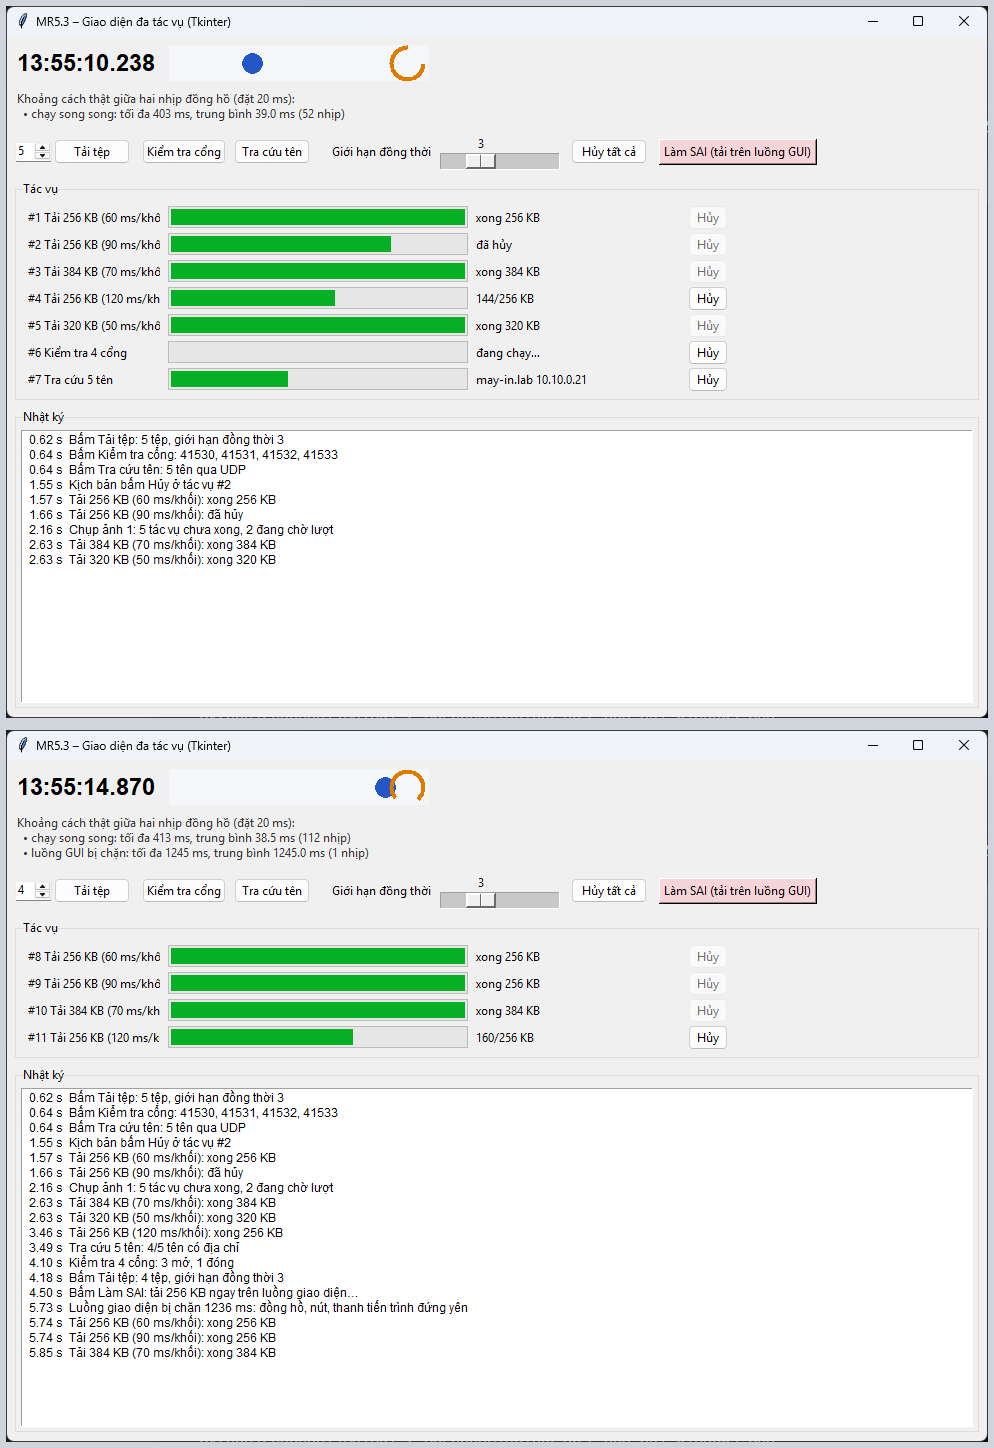 MR5.3 – Giao diện đa tác vụ (Tkinter)
13:55:10.238
Khoảng cách thật giữa hai nhịp đồng hồ (đặt 20 ms):
• chạy song song: tối đa 403 ms, trung bình 39.0 ms (52 nhịp)
5 Tải tệp Kiểm tra cổng Tra cứu tên Giới hạn đồng thời 3 Hủy tất cả Làm SAI (tải trên luồng GUI)
Tác vụ
#1 Tải 256 KB (60 ms/khô xong 256 KB Hủy
#2 Tải 256 KB (90 ms/khô đã hủy Hủy
#3 Tải 384 KB (70 ms/khô xong 384 KB Hủy
#4 Tải 256 KB (120 ms/kh 144/256 KB Hủy
#5 Tải 320 KB (50 ms/khô xong 320 KB Hủy
#6 Kiểm tra 4 cổng đang chạy... Hủy
#7 Tra cứu 5 tên may-in.lab 10.10.0.21 Hủy
Nhật ký
0.62 s Bấm Tải tệp: 5 tệp, giới hạn đồng thời 3
0.64 s Bấm Kiểm tra cổng: 41530, 41531, 41532, 41533
0.64 s Bấm Tra cứu tên: 5 tên qua UDP
1.55 s Kịch bản bấm Hủy ở tác vụ #2
1.57 s Tải 256 KB (60 ms/khối): xong 256 KB
1.66 s Tải 256 KB (90 ms/khối): đã hủy
2.16 s Chụp ảnh 1: 5 tác vụ chưa xong, 2 đang chờ lượt
2.63 s Tải 384 KB (70 ms/khối): xong 384 KB
2.63 s Tải 320 KB (50 ms/khối): xong 320 KB
MR5.3 – Giao diện đa tác vụ (Tkinter)
13:55:14.870
Khoảng cách thật giữa hai nhịp đồng hồ (đặt 20 ms):
• chạy song song: tối đa 413 ms, trung bình 38.5 ms (112 nhịp)
• luồng GUI bị chặn: tối đa 1245 ms, trung bình 1245.0 ms (1 nhịp)
4 Tải tệp Kiểm tra cổng Tra cứu tên Giới hạn đồng thời 3 Hủy tất cả Làm SAI (tải trên luồng GUI)
Tác vụ
#8 Tải 256 KB (60 ms/khô xong 256 KB Hủy
#9 Tải 256 KB (90 ms/khô xong 256 KB Hủy
#10 Tải 384 KB (70 ms/kh xong 384 KB Hủy
#11 Tải 256 KB (120 ms/k 160/256 KB Hủy
Nhật ký
0.62 s Bấm Tải tệp: 5 tệp, giới hạn đồng thời 3
0.64 s Bấm Kiểm tra cổng: 41530, 41531, 41532, 41533
0.64 s Bấm Tra cứu tên: 5 tên qua UDP
1.55 s Kịch bản bấm Hủy ở tác vụ #2
1.57 s Tải 256 KB (60 ms/khối): xong 256 KB
1.66 s Tải 256 KB (90 ms/khối): đã hủy
2.16 s Chụp ảnh 1: 5 tác vụ chưa xong, 2 đang chờ lượt
2.63 s Tải 384 KB (70 ms/khối): xong 384 KB
2.63 s Tải 320 KB (50 ms/khối): xong 320 KB
3.46 s Tải 256 KB (120 ms/khối): xong 256 KB
3.49 s Tra cứu 5 tên: 4/5 tên có địa chỉ
4.10 s Kiểm tra 4 cổng: 3 mở, 1 đóng
4.18 s Bấm Tải tệp: 4 tệp, giới hạn đồng thời 3
4.50 s Bấm Làm SAI: tải 256 KB ngay trên luồng giao diện...
5.73 s Luồng giao diện bị chặn 1236 ms: đồng hồ, nút, thanh tiến trình đứng yên
5.74 s Tải 256 KB (60 ms/khối): xong 256 KB
5.74 s Tải 256 KB (90 ms/khối): xong 256 KB
5.85 s Tải 384 KB (70 ms/khối): xong 384 KB